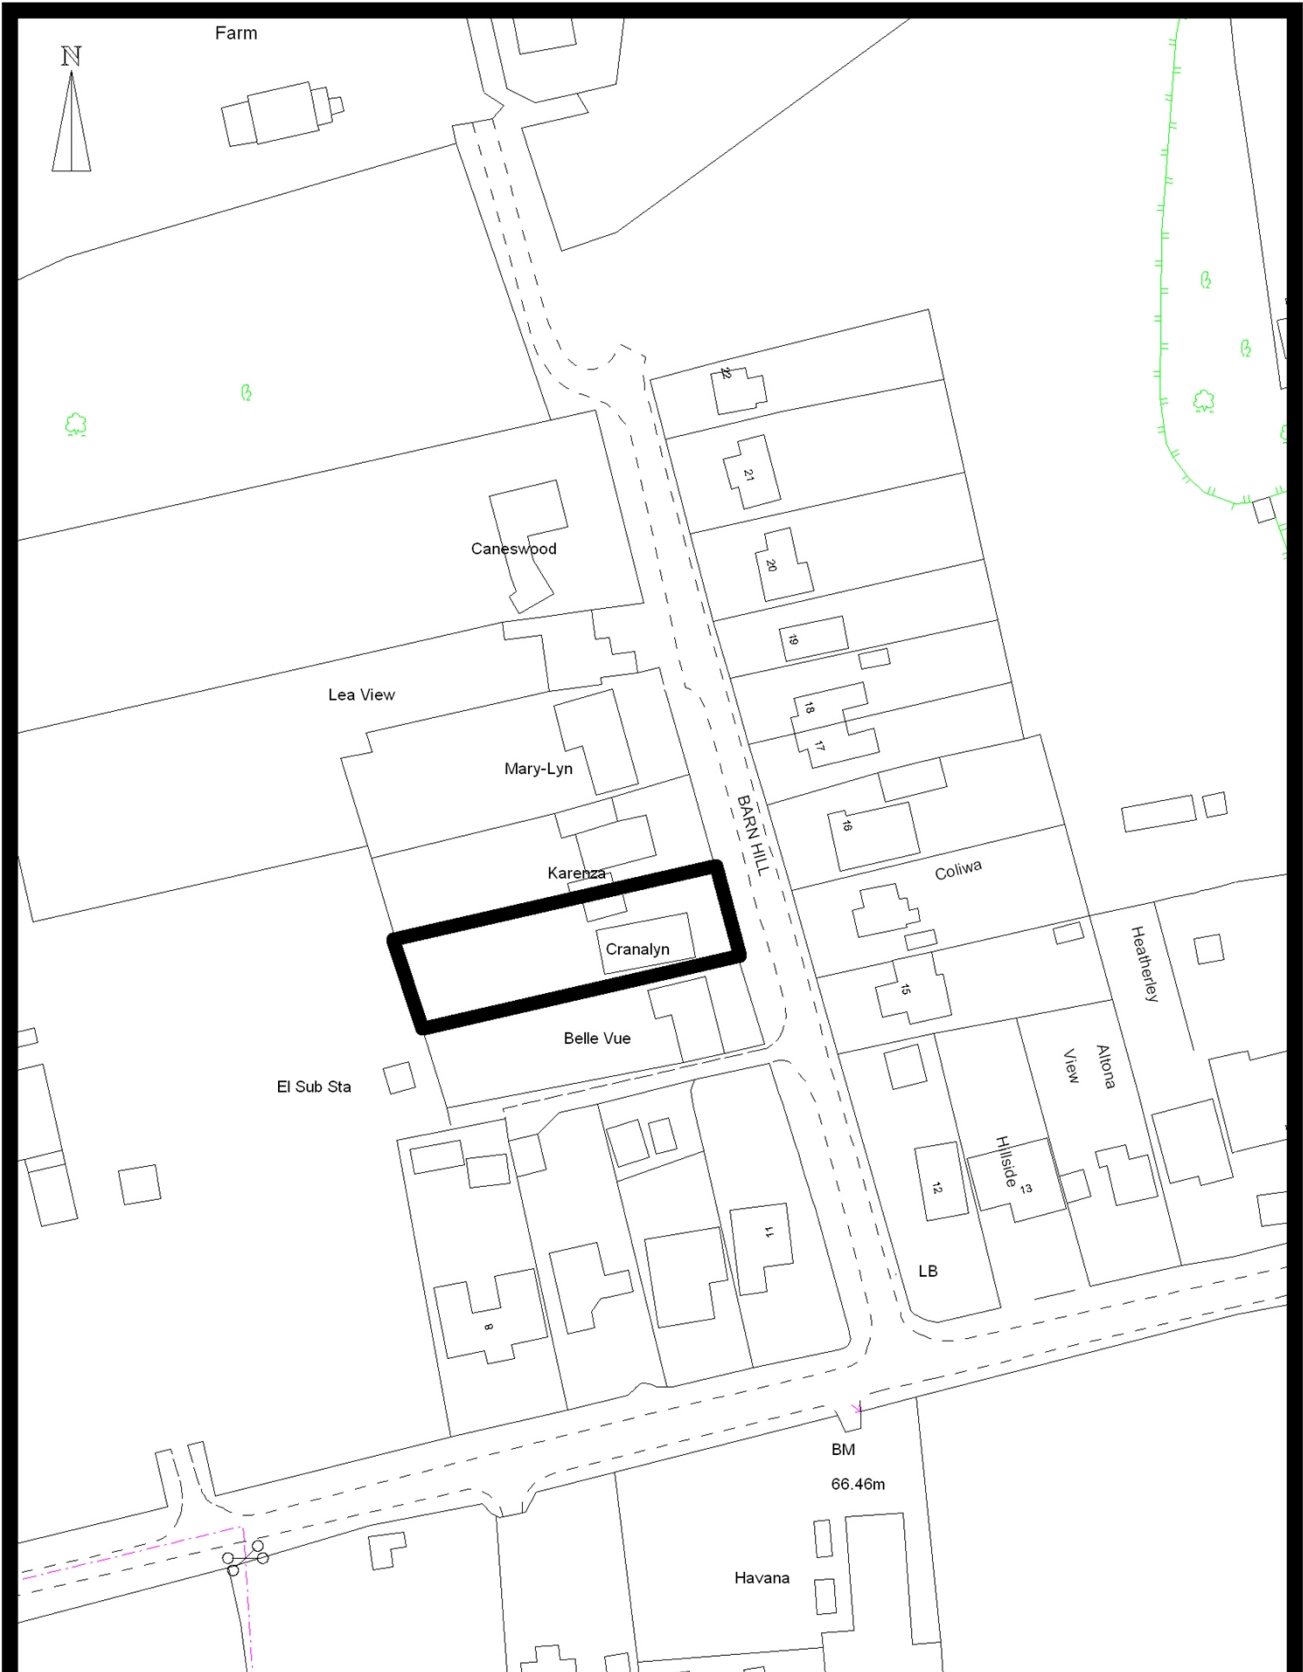 Farm
N
22
21
Caneswood
20
19
Lea View
18
17
Mary-Lyn
BARN HILL
16
Karenza
Coliwa
Cranalyn
Heatherley
15
Belle Vue
Altona
View
El Sub Sta
Hillside
12
13
11
LB
8
BM
66.46m
Havana